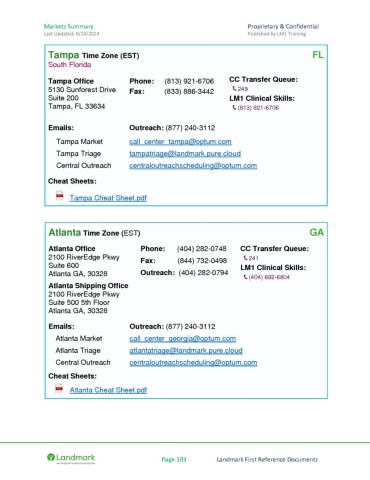 Markets Summary Proprietary & Confidential
Last Updated: 6/24/2024 Published by LM1 Training
Tampa Time Zone (EST) FL
South Florida
Tampa Office Phone: (813) 921-6706 CC Transfer Queue:
5130 Sunforest Drive Fax: (833) 886-3442 249
Suite 200 LM1 Clinical Skills:
Tampa, FL 33634 (813) 921-6706
Emails: Outreach: (877) 240-3112
Tampa Market call_center_tampa@optum.com
Tampa Triage tampatriage@landmark.pure.cloud
Central Outreach centraloutreachscheduling@optum.com
Cheat Sheets:
Tampa Cheat Sheet.pdf
Atlanta Time Zone (EST) GA
Atlanta Office Phone: (404) 282-0748 CC Transfer Queue:
2100 RiverEdge Pkwy Fax: (844) 732-0498 241
Suite 600 LM1 Clinical Skills:
Atlanta GA, 30328 Outreach: (404) 282-0794 (404) 692-6804
Atlanta Shipping Office
2100 RiverEdge Pkwy
Suite 500 5th Floor
Atlanta GA, 30328
Emails: Outreach: (877) 240-3112
Atlanta Market call_center_georgia@optum.com
Atlanta Triage atlantatriage@landmark.pure.cloud
Central Outreach centraloutreachscheduling@optum.com
Cheat Sheets:
Atlanta Cheat Sheet.pdf
Landmark Page 103 Landmark First Reference Documents